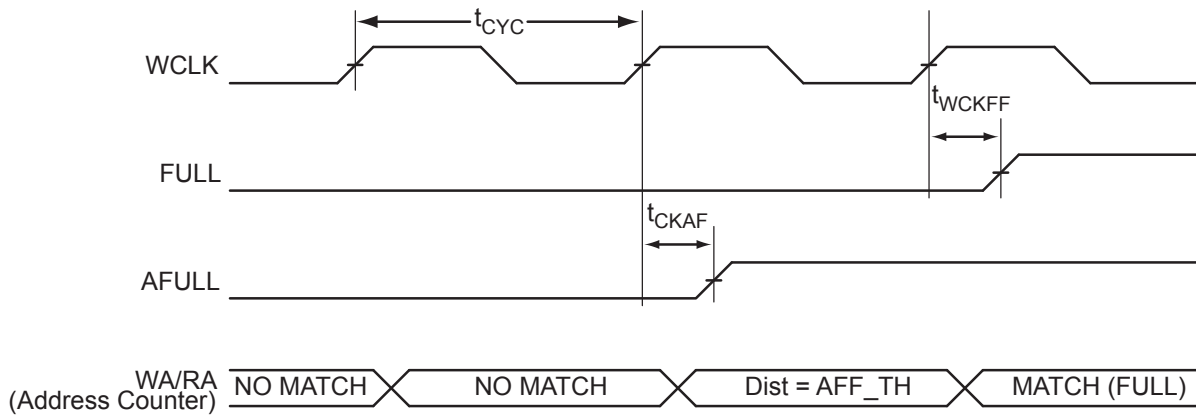 tCYC
WCLK
tWCKFF
FULL
tCKAF
AFULL
WA/RA
(Address Counter)
NO MATCH
NO MATCH
Dist = AFF_TH
MATCH (FULL)